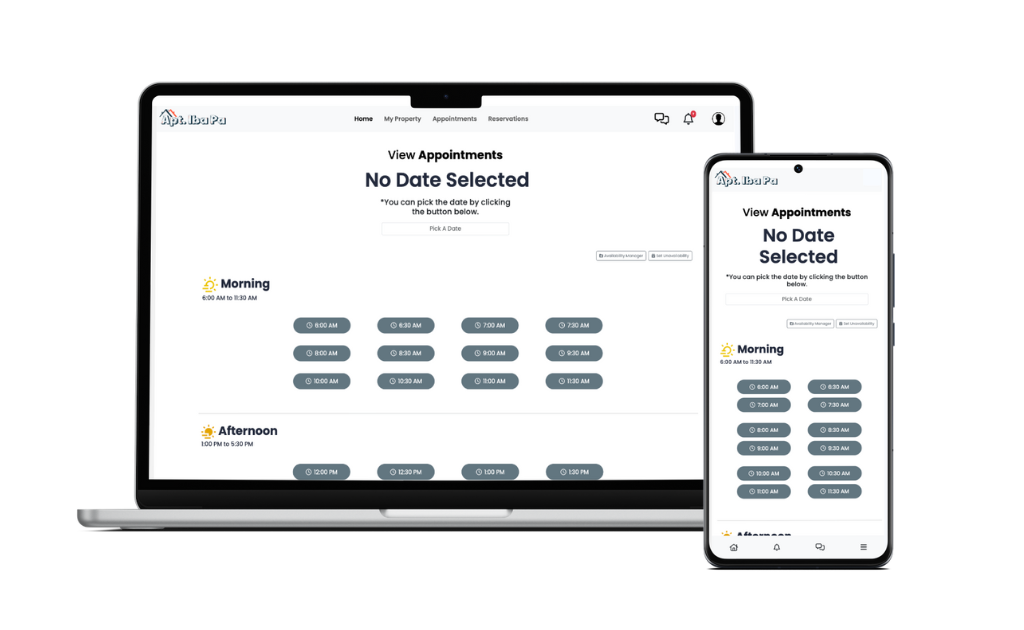 Apt. Iba Pa
Home My Property Appointments Reservations
View Appointments
No Date Selected
*You can pick the date by clicking
the button below.
Pick A Date
Availability Manager Set Unavailability
Morning
6:00 AM to 11:30 AM
6:00 AM 6:30 AM 7:00 AM 7:30 AM
8:00 AM 8:30 AM 9:00 AM 9:30 AM
10:00 AM 10:30 AM 11:00 AM 11:30 AM
Afternoon
1:00 PM to 5:30 PM
12:00 PM 12:30 PM 1:00 PM 1:30 PM
Apt. Iba Pa
View Appointments
No Date
Selected
*You can pick the date by clicking the button
below.
Pick A Date
Availability Manager Set Unavailability
Morning
6:00 AM to 11:30 AM
6:00 AM 6:30 AM
7:00 AM 7:30 AM
8:00 AM 8:30 AM
9:00 AM 9:30 AM
10:00 AM 10:30 AM
11:00 AM 11:30 AM
Afternoon